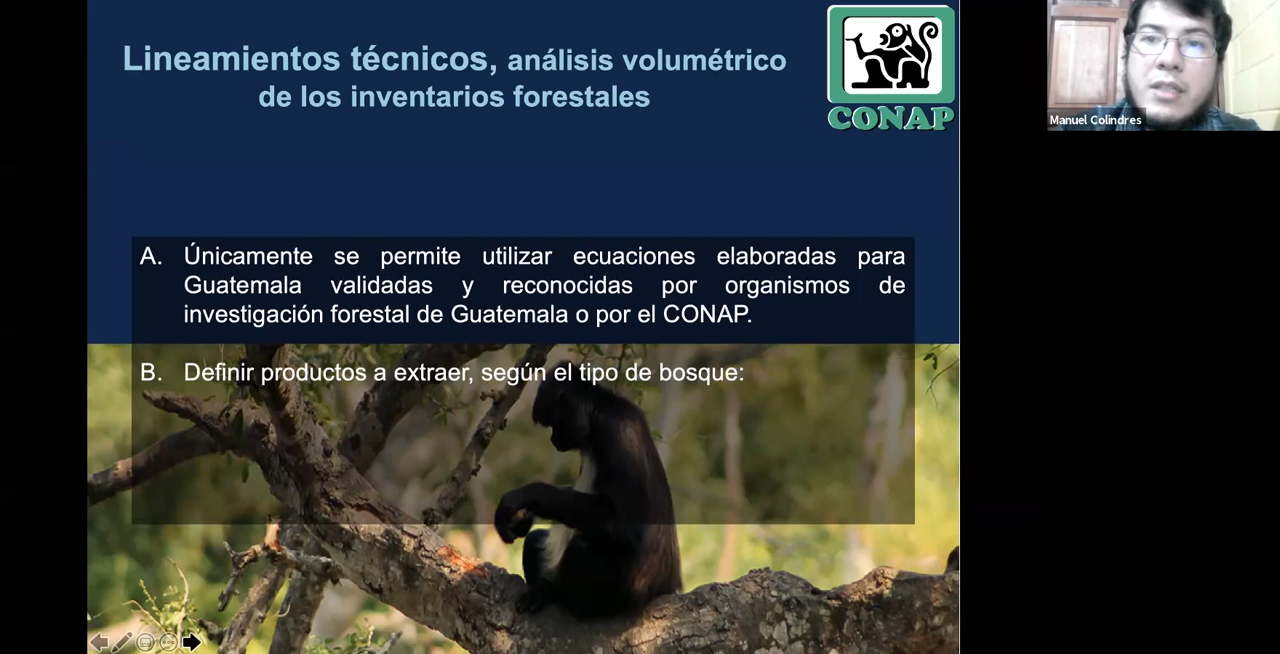 Lineamientos técnicos, análisis volumétrico
de los inventarios forestales
CONAP
Manuel Colindres
A. Únicamente se permite utilizar ecuaciones elaboradas para
Guatemala validadas y reconocidas por organismos de
investigación forestal de Guatemala o por el CONAP.
B. Definir productos a extraer, según el tipo de bosque: